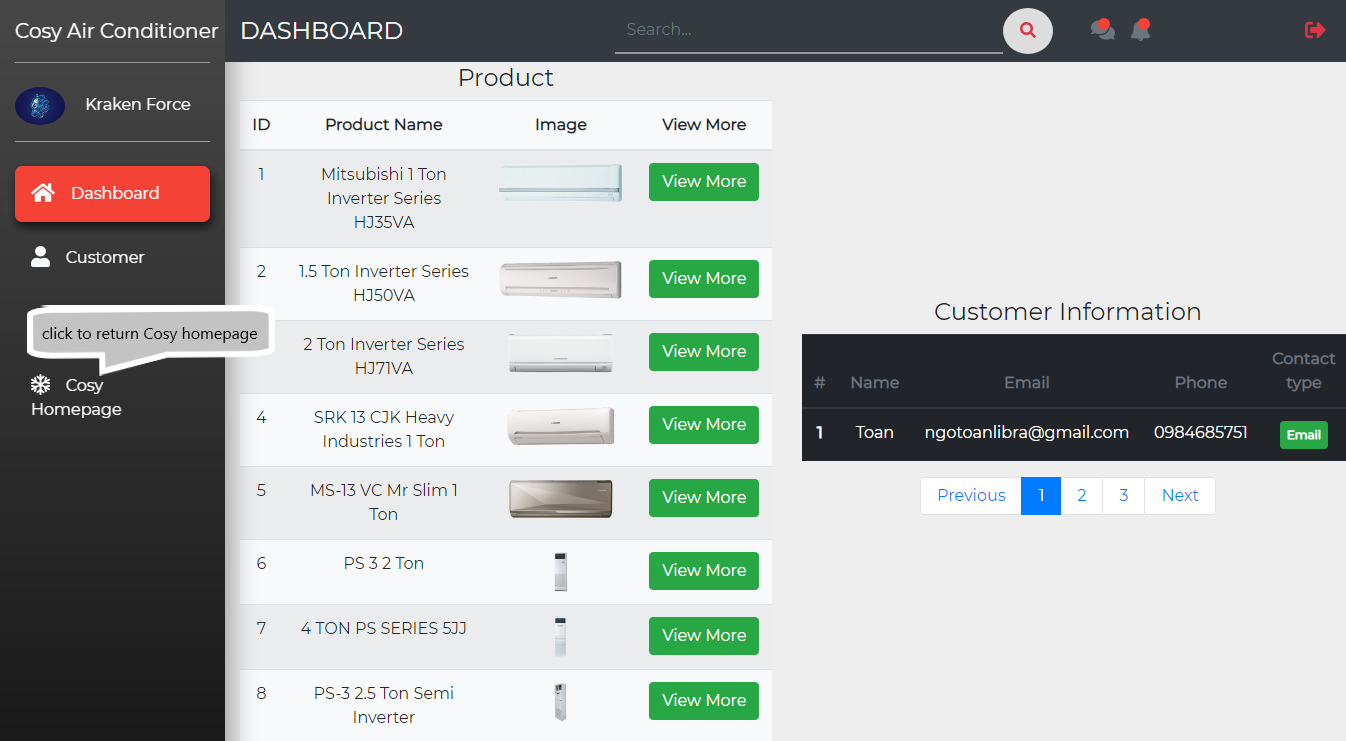 Cosy Air Conditioner
DASHBOARD
Search...
Kraken Force
Dashboard
Customer
click to return Cosy homepage
Cosy
Homepage
Product
ID Product Name Image View More
1 Mitsubishi 1 Ton View More
Inverter Series
HJ35VA
2 1.5 Ton Inverter Series View More
HJ50VA
2 Ton Inverter Series View More
HJ71VA
4 SRK 13 CJK Heavy View More
Industries 1 Ton
5 MS-13 VC Mr Slim 1 View More
Ton
6 PS 3 2 Ton View More
7 4 TON PS SERIES 5JJ View More
8 PS-3 2.5 Ton Semi View More
Inverter
Customer Information
# Name Email Phone Contact
type
1 Toan ngotoanlibra@gmail.com 0984685751 Email
Previous 1 2 3 Next